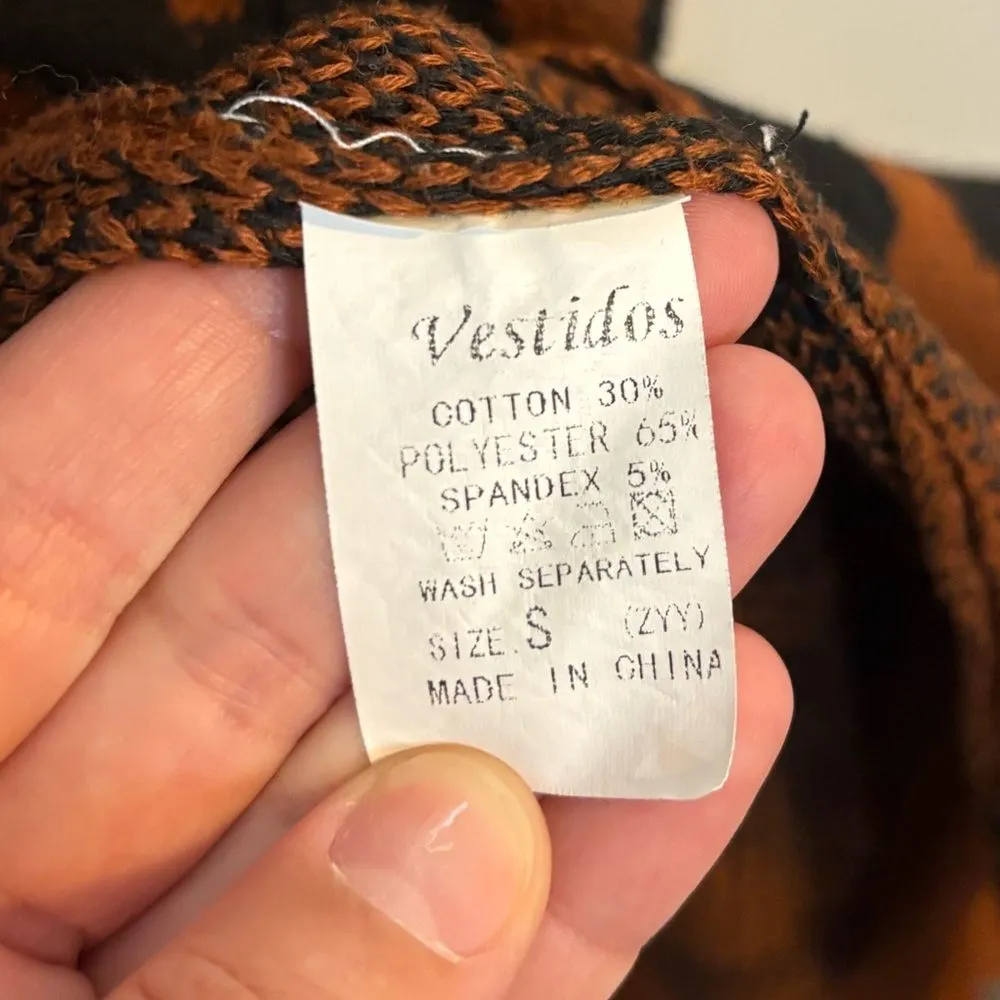 Vestidos
COTTON 30%
POLYESTER 65%
SPANDEX 5%
WASH SEPARATELY
SIZE.S (ZYY)
MADE IN CHINA